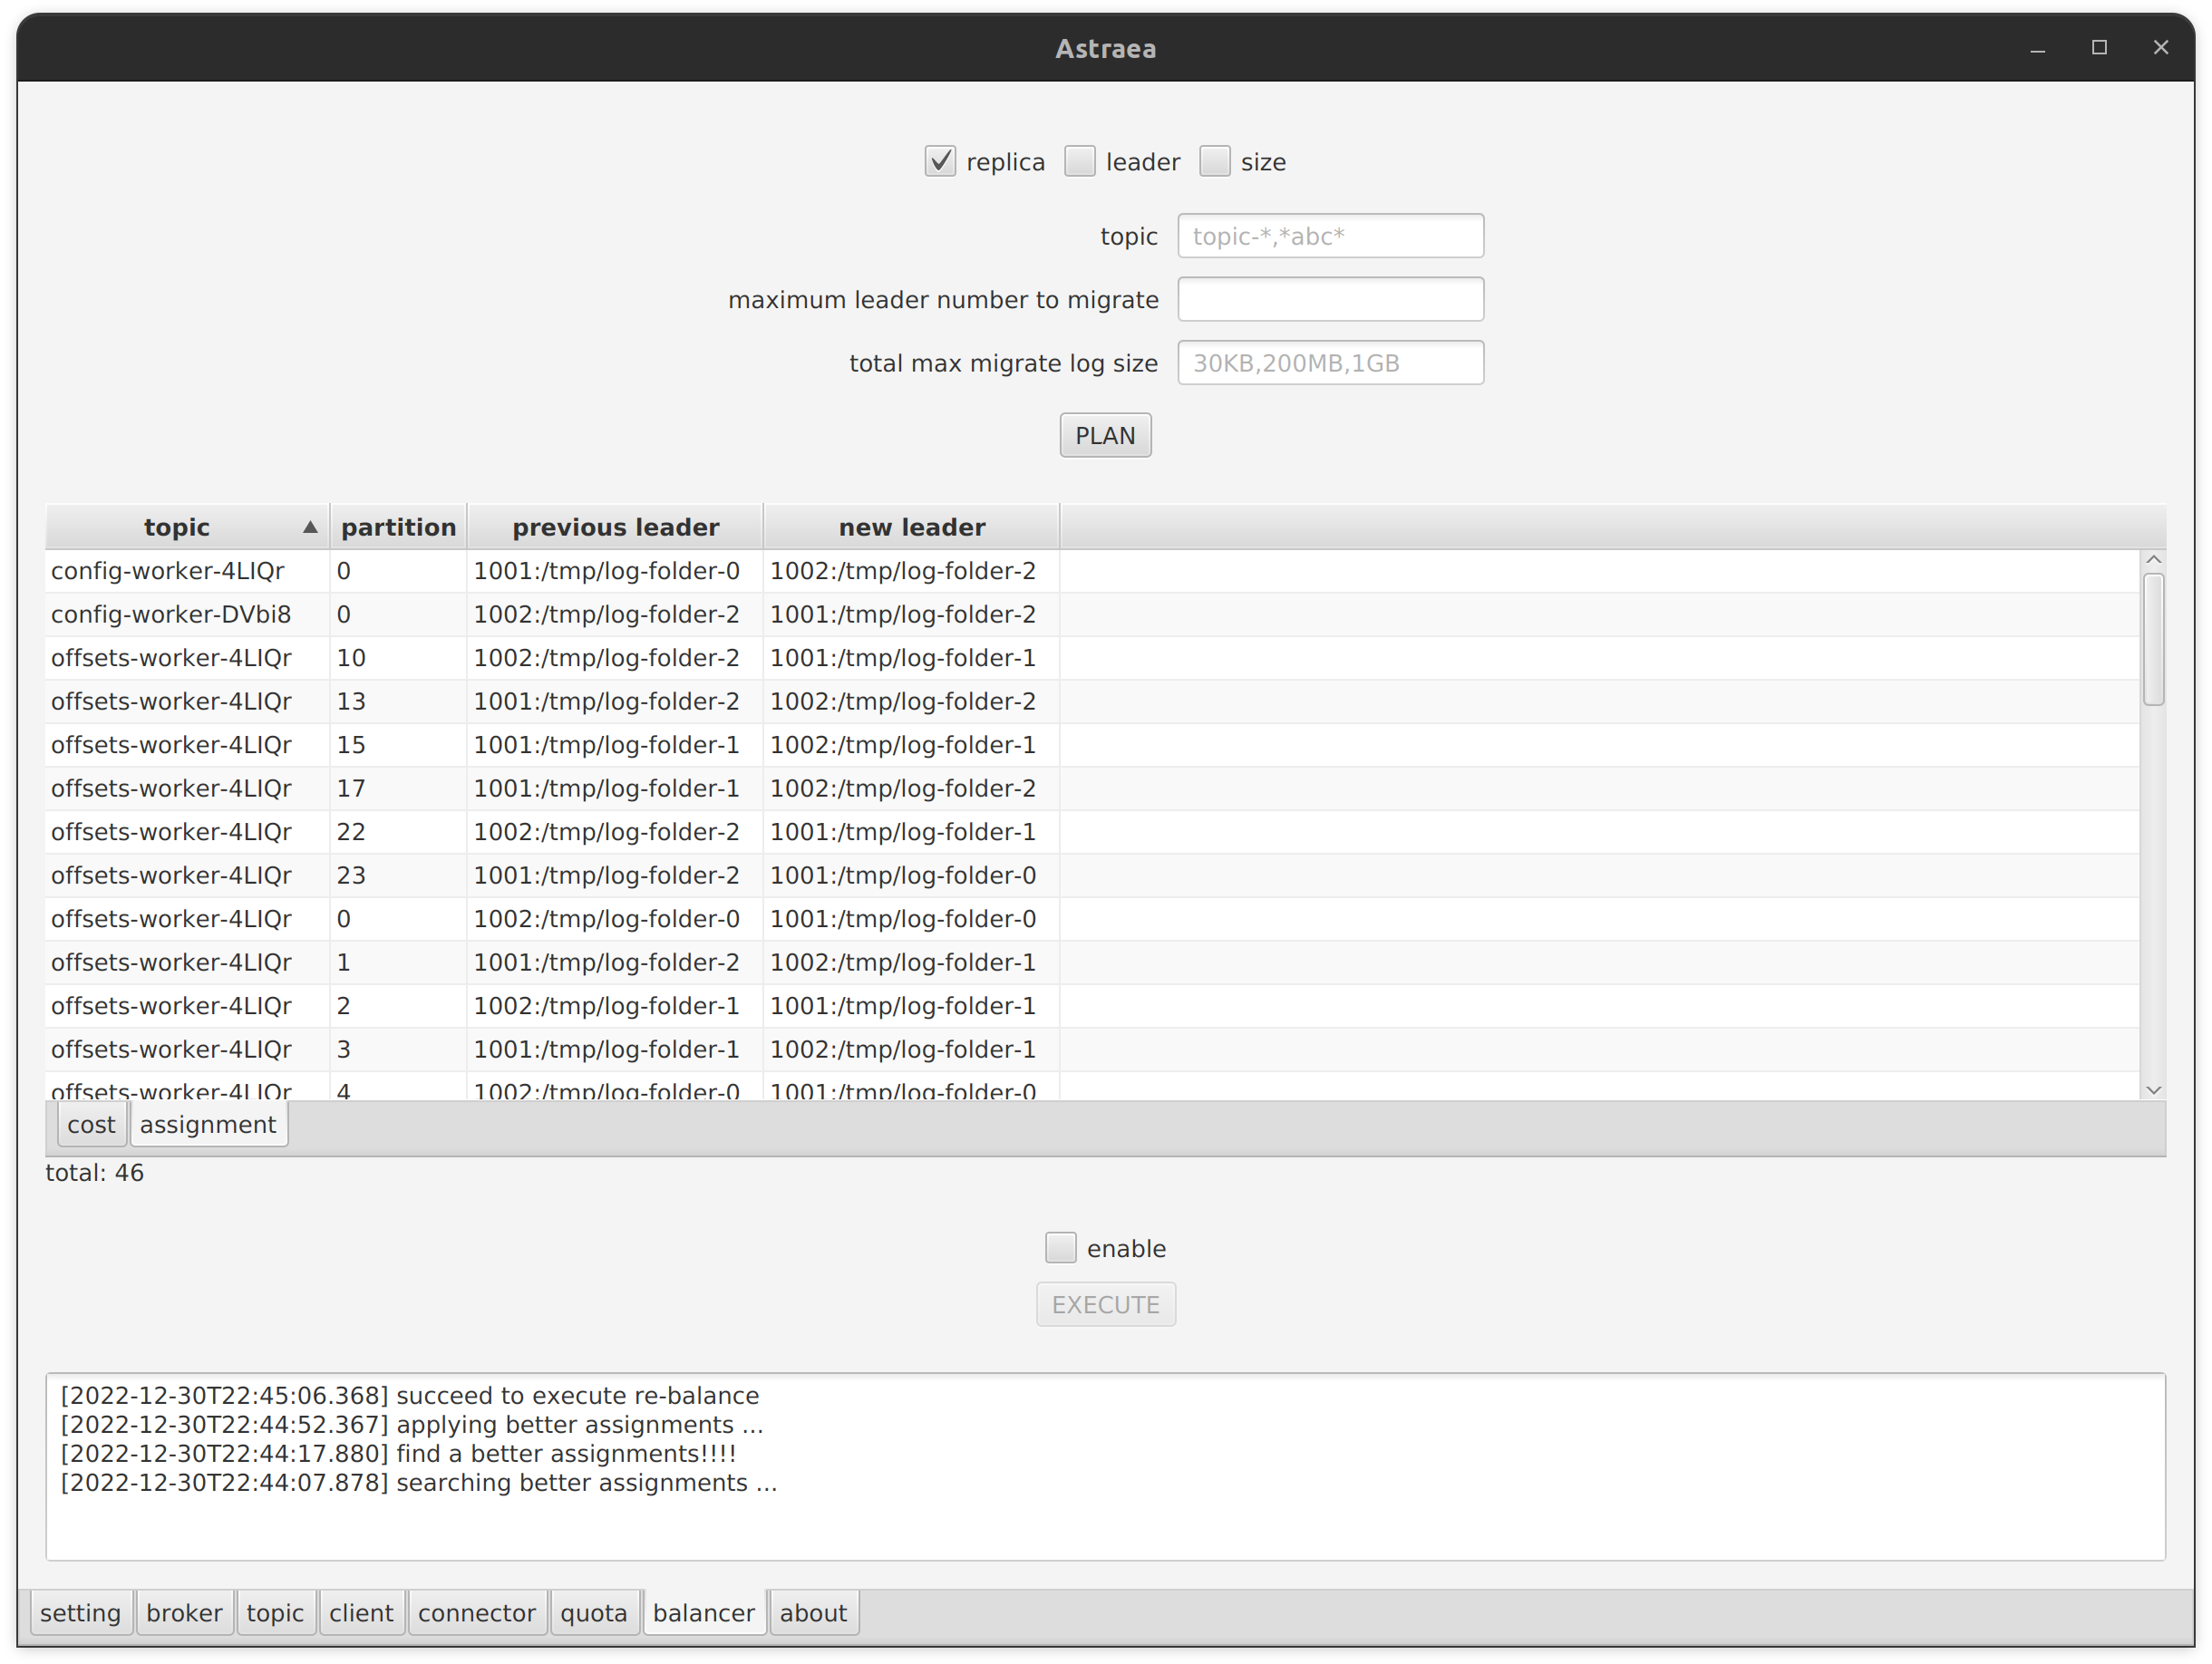 Astraea
replica leader size
topic topic-*,*abc*
maximum leader number to migrate
total max migrate log size 30KB,200MB,1GB
PLAN
topic partition previous leader new leader
config-worker-4LIQr 0 1001:/tmp/log-folder-0 1002:/tmp/log-folder-2
config-worker-DVbi8 0 1002:/tmp/log-folder-2 1001:/tmp/log-folder-2
offsets-worker-4LIQr 10 1002:/tmp/log-folder-2 1001:/tmp/log-folder-1
offsets-worker-4LIQr 13 1001:/tmp/log-folder-2 1002:/tmp/log-folder-2
offsets-worker-4LIQr 15 1001:/tmp/log-folder-1 1002:/tmp/log-folder-1
offsets-worker-4LIQr 17 1001:/tmp/log-folder-1 1002:/tmp/log-folder-2
offsets-worker-4LIQr 22 1002:/tmp/log-folder-2 1001:/tmp/log-folder-1
offsets-worker-4LIQr 23 1001:/tmp/log-folder-2 1001:/tmp/log-folder-0
offsets-worker-4LIQr 0 1002:/tmp/log-folder-0 1001:/tmp/log-folder-0
offsets-worker-4LIQr 1 1001:/tmp/log-folder-2 1002:/tmp/log-folder-1
offsets-worker-4LIQr 2 1002:/tmp/log-folder-1 1001:/tmp/log-folder-1
offsets-worker-4LIQr 3 1001:/tmp/log-folder-1 1002:/tmp/log-folder-1
offsets-worker-4LIQr 4 1002:/tmp/log-folder-0 1001:/tmp/log-folder-0
cost assignment
total: 46
enable
EXECUTE
[2022-12-30T22:45:06.368] succeed to execute re-balance
[2022-12-30T22:44:52.367] applying better assignments ...
[2022-12-30T22:44:17.880] find a better assignments!!!!
[2022-12-30T22:44:07.878] searching better assignments ...
setting broker topic client connector quota balancer about